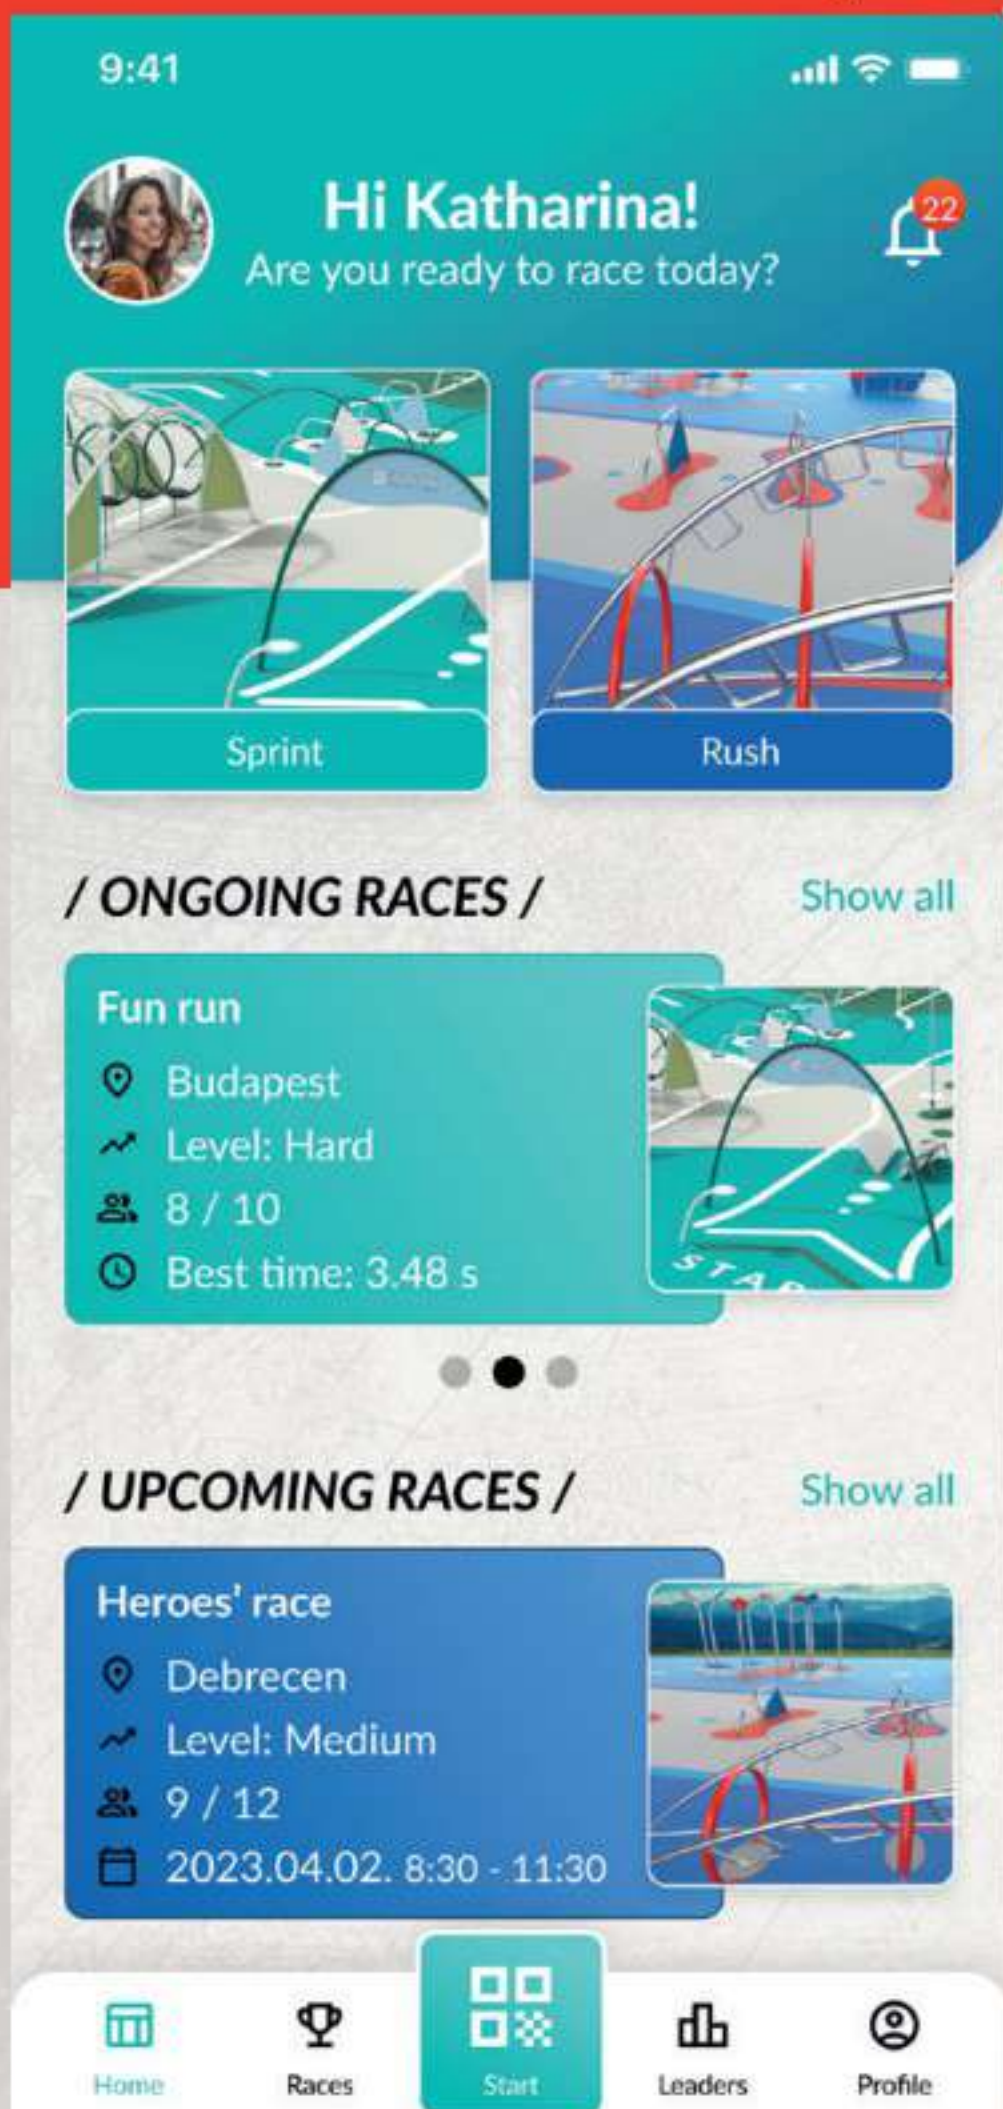 9:41
Hi Katharina!
22
Are you ready to race today?
Sprint
Rush
/ ONGOING RACES /
Show all
Fun run
Budapest
Level: Hard
8 / 10
Best time: 3.48 s
/ UPCOMING RACES /
Show all
Heroes' race
Debrecen
Level: Medium
9 / 12
2023.04.02. 8:30 - 11:30
Home
Races
Start
Leaders
Profile